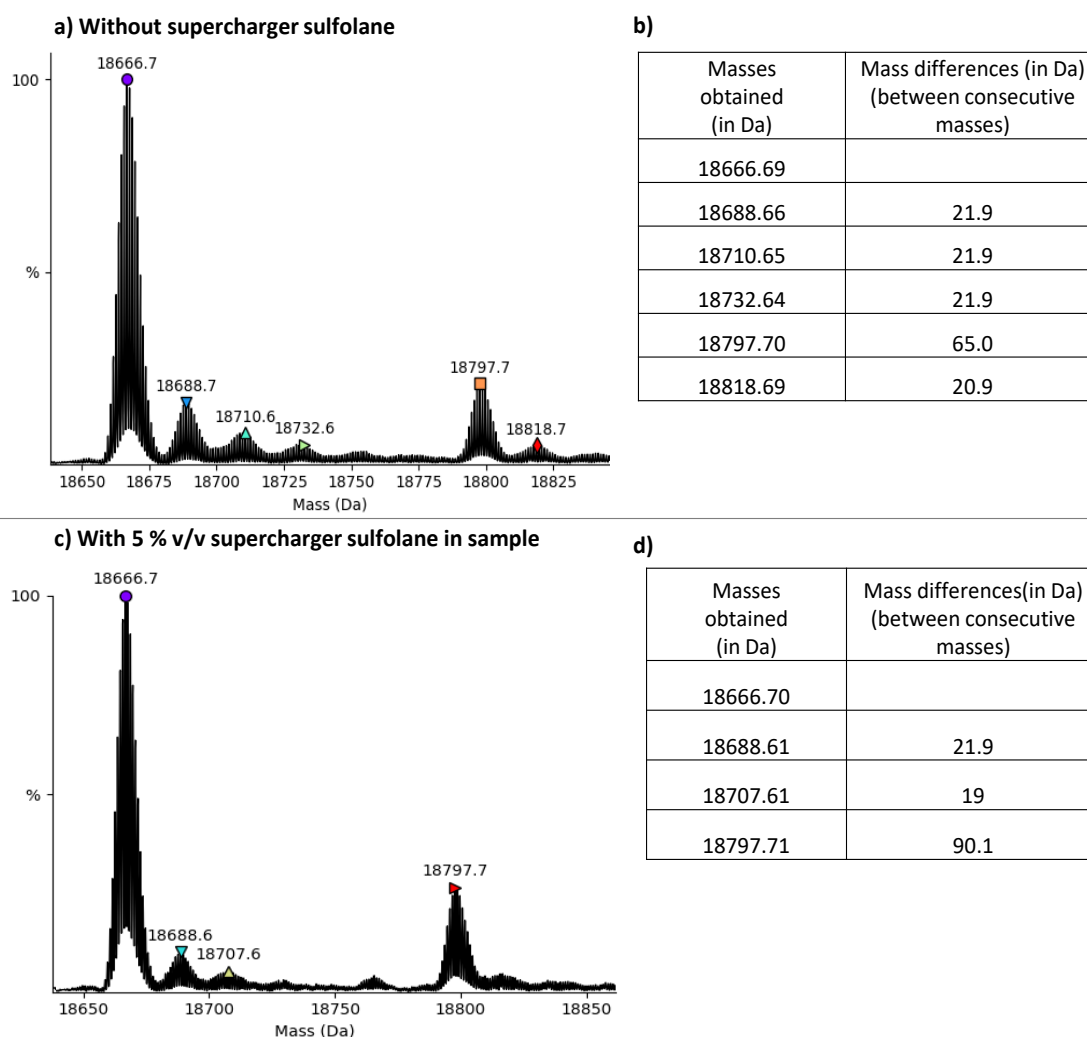 a) Without supercharger sulfolane
18666.7
100
%
18688.7
18710.6
18732.6
18797.7
18818.7
18650 18675 18700 18725 18750 18775 18800 18825
Mass (Da)
b)
Masses
obtained
(in Da)
Mass differences (in Da)
(between consecutive
masses)
18666.69
18688.66 21.9
18710.65 21.9
18732.64 21.9
18797.70 65.0
18818.69 20.9
c) With 5 % v/v supercharger sulfolane in sample
18666.7
100
%
18688.6
18707.6
18797.7
18650 18700 18750 18800 18850
Mass (Da)
d)
Masses
obtained
(in Da)
Mass differences(in Da)
(between consecutive
masses)
18666.70
18688.61 21.9
18707.61 19
18797.71 90.1